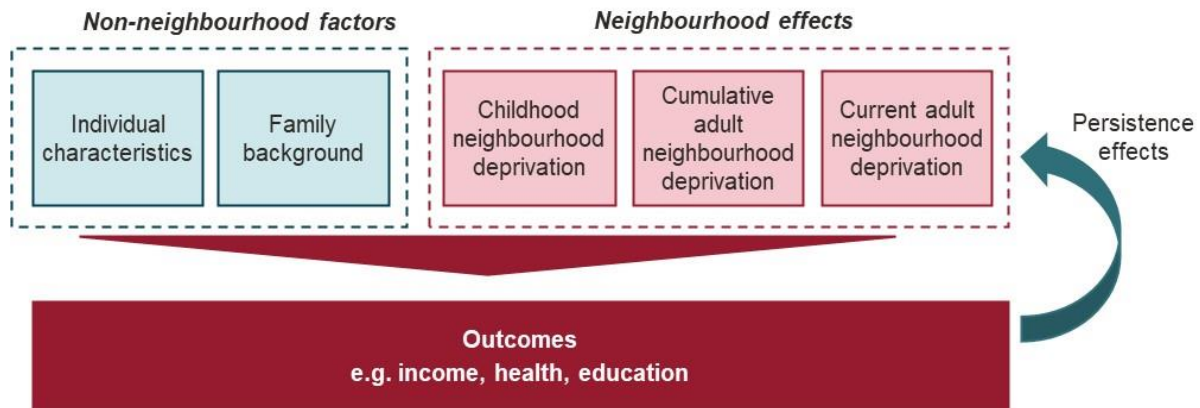 Non-neighbourhood factors
Neighbourhood effects
Individual
characteristics
Family
background
Childhood
neighbourhood
deprivation
Cumulative
adult
neighbourhood
deprivation
Current adult
neighbourhood
deprivation
Persistence
effects
Outcomes
e.g. income, health, education